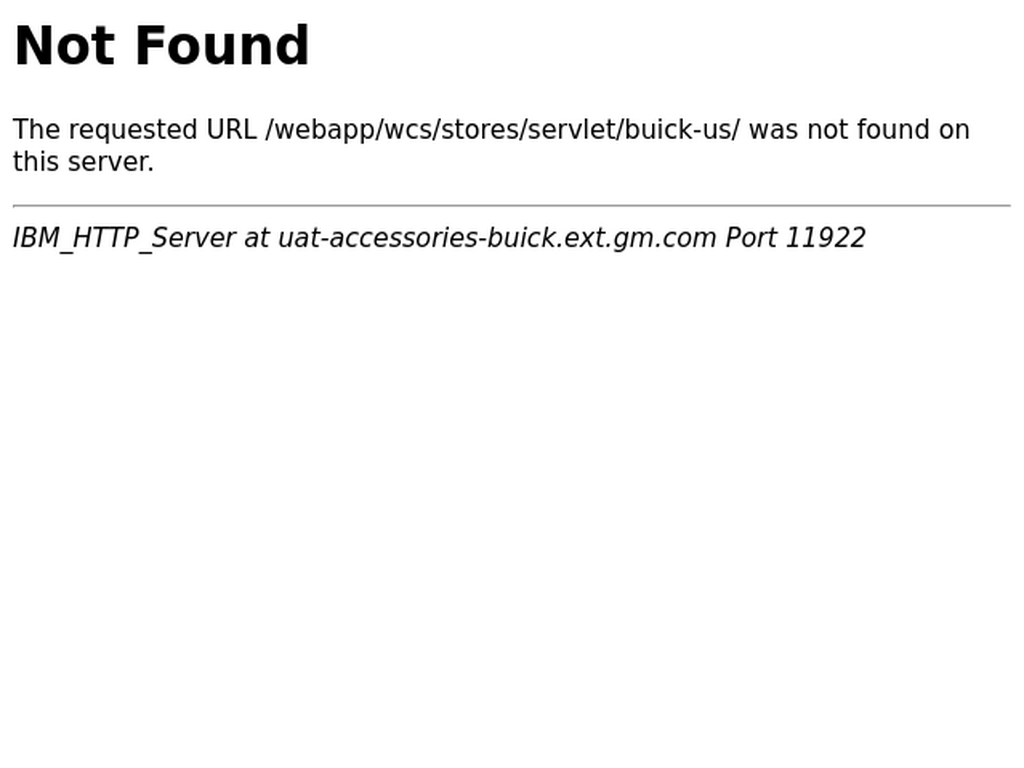 Not Found
The requested URL /webapp/wcs/stores/servlet/buick-us/ was not found on
this server.
IBM_HTTP_Server at uat-accessories-buick.ext.gm.com Port 11922